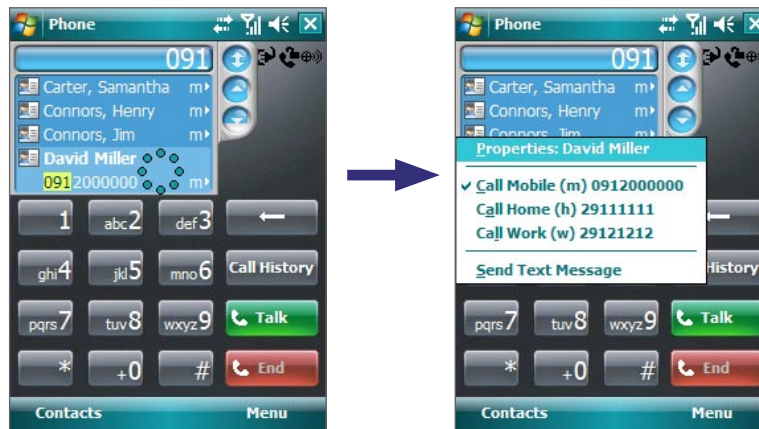 Phone
091
Carter, Samantha m
Connors, Henry m
Connors, Jim m
David Miller
0912000000 m
1 abc2 def3
ghi4 jkl5 mno6 Call History
pqrs7 tuv8 wxyz9 Talk
* +0 # End
Contacts Menu
Phone
091
Carter, Samantha m
Connors, Henry m
Connors, Jim m
Properties: David Miller
Call Mobile (m) 0912000000
Call Home (h) 29111111
Call Work (w) 29121212
Send Text Message
History
pqrs7 tuv8 wxyz9 Talk
* +0 # End
Contacts Menu